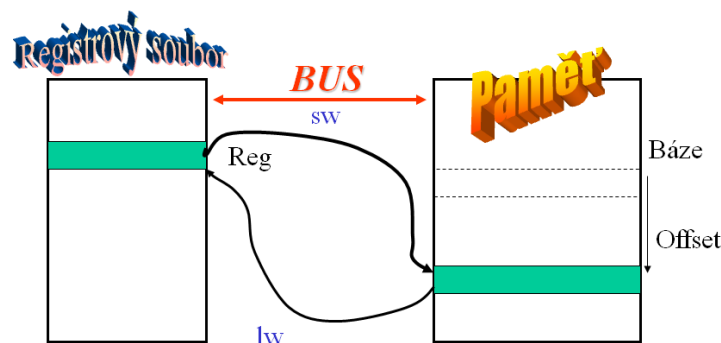 Registrový soubor
BUS
Paměť
sw
Reg
Báze
Offset
lw